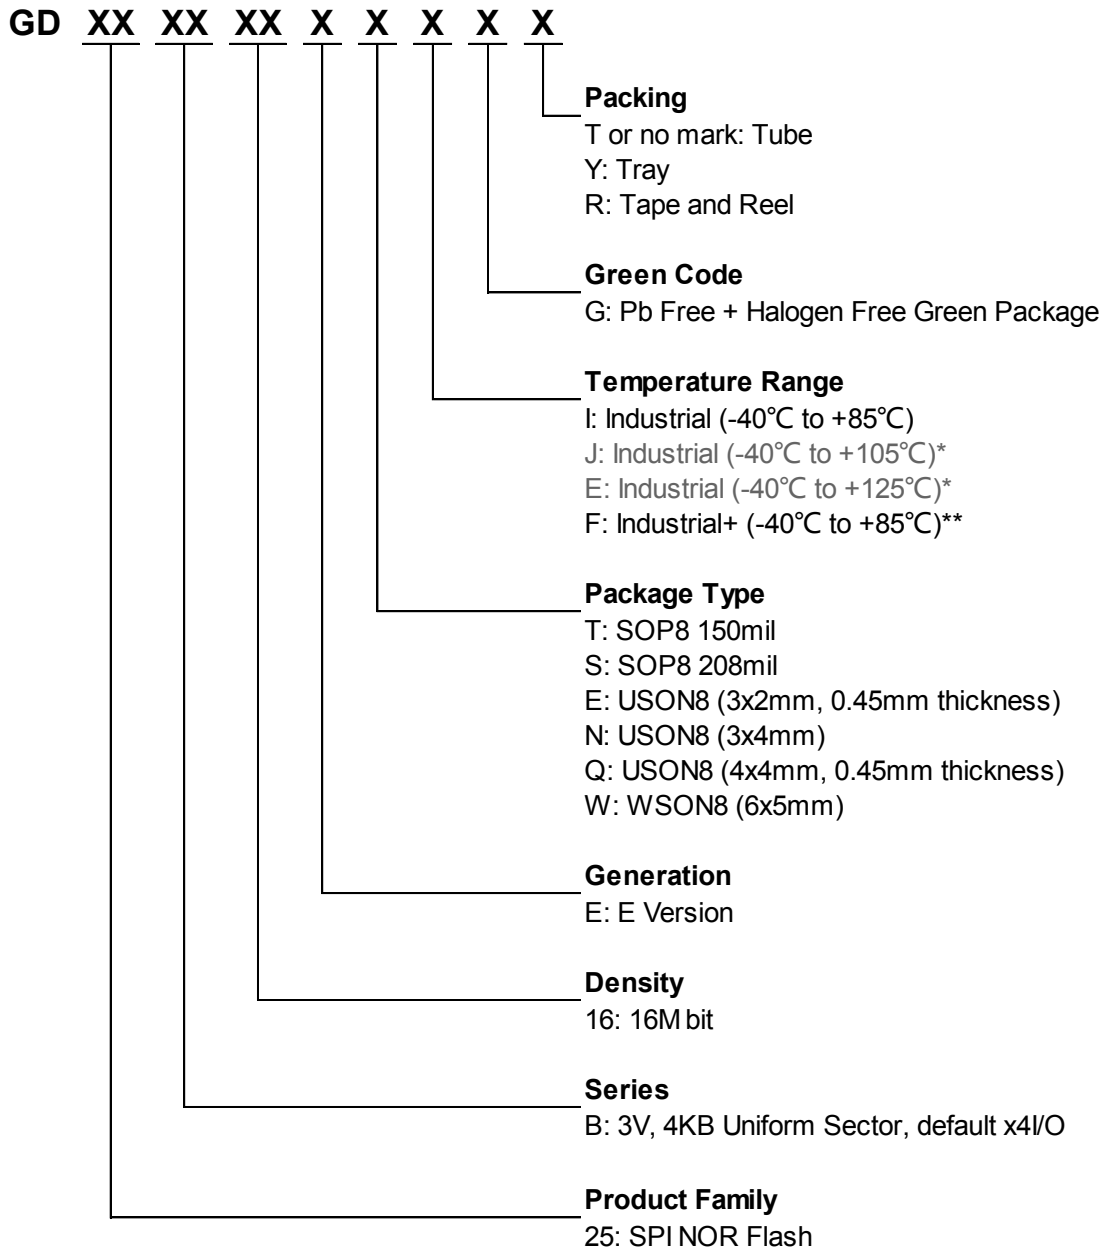 GD XX XX XX X X X X X
Packing
T or no mark: Tube
Y: Tray
R: Tape and Reel
Green Code
G: Pb Free + Halogen Free Green Package
Temperature Range
I: Industrial (-40℃ to +85℃)
J: Industrial (-40℃ to +105℃)*
E: Industrial (-40℃ to +125℃)*
F: Industrial+ (-40℃ to +85℃)**
Package Type
T: SOP8 150mil
S: SOP8 208mil
E: USON8 (3x2mm, 0.45mm thickness)
N: USON8 (3x4mm)
Q: USON8 (4x4mm, 0.45mm thickness)
W: WSON8 (6x5mm)
Generation
E: E Version
Density
16: 16M bit
Series
B: 3V, 4KB Uniform Sector, default x4I/O
Product Family
25: SPI NOR Flash